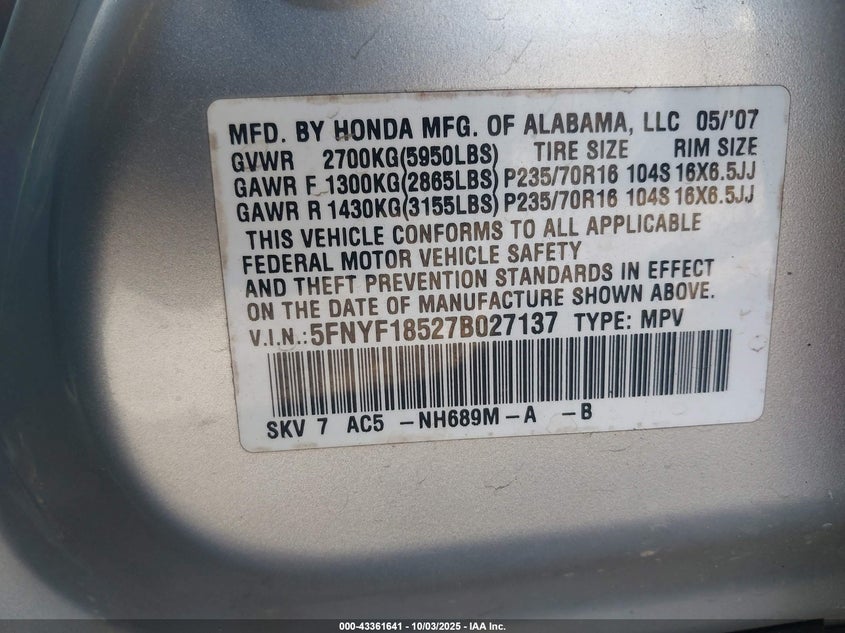 MFD. BY HONDA MFG. OF ALABAMA, LLC 05/'07
GVWR 2700KG(5950LBS) TIRE SIZE RIM SIZE
GAWR F 1300KG(2865LBS) P235/70R16 104S 16X6.5JJ
GAWR R 1430KG(3155LBS) P235/70R16 104S 16X6.5JJ
THIS VEHICLE CONFORMS TO ALL APPLICABLE
FEDERAL MOTOR VEHICLE SAFETY
AND THEFT PREVENTION STANDARDS IN EFFECT
ON THE DATE OF MANUFACTURE SHOWN ABOVE.
V.I.N.:5FNYF18527B027137 TYPE: MPV
SKV 7 AC5 -NH689M-A -B
000-43361641 | 10/03/2025 - IAA Inc.